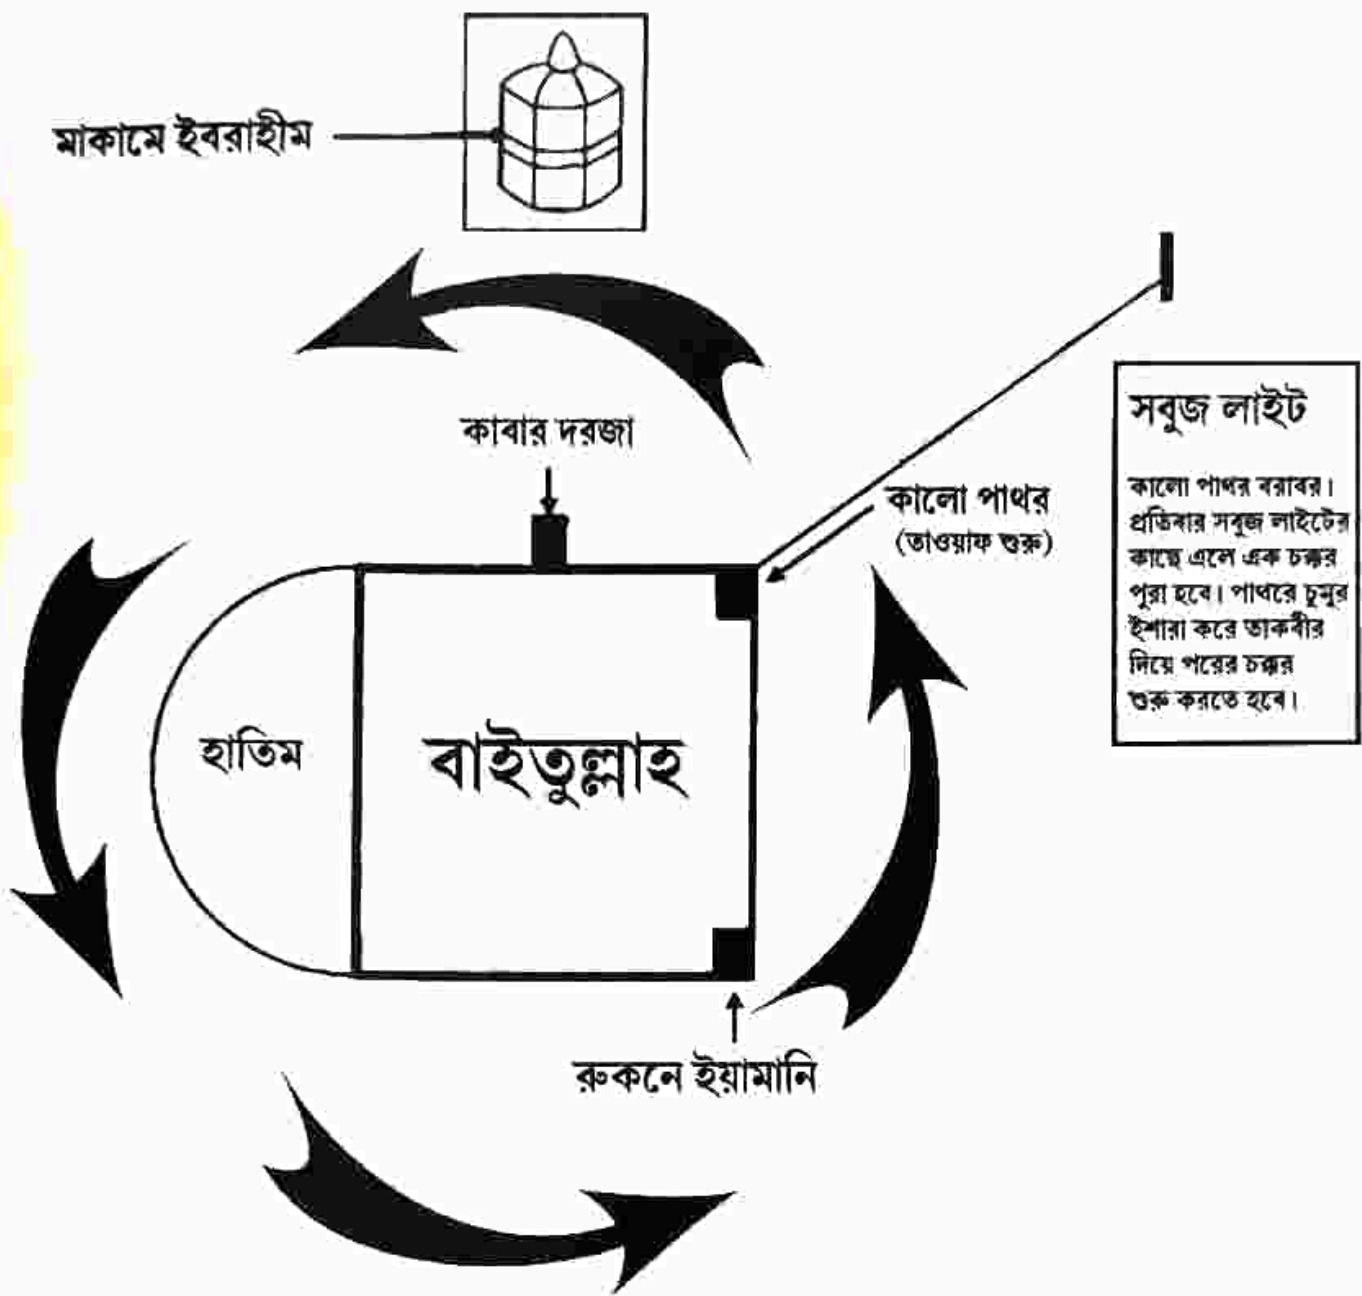 মাকামে ইবরাহীম
কাবার দরজা
কালো পাথর
(তাওয়াফ শুরু)
সবুজ লাইট
কালো পাথর বরাবর।
প্রতিবার সবুজ লাইটের
কাছে এলে এক চক্কর
পুরা হবে। পাথরে চুমুর
ইশারা করে তাকবীর
দিয়ে পরের চক্কর
শুরু করতে হবে।
হাতিম
বাইতুল্লাহ
রুকনে ইয়ামানি